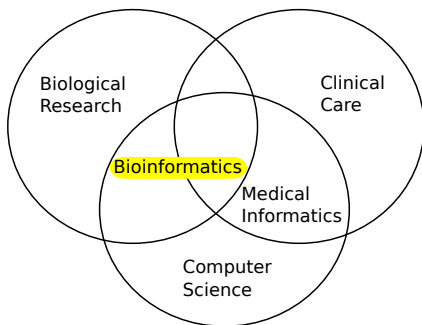 Biological
Research
Clinical
Care
Bioinformatics
Medical
Informatics
Computer
Science